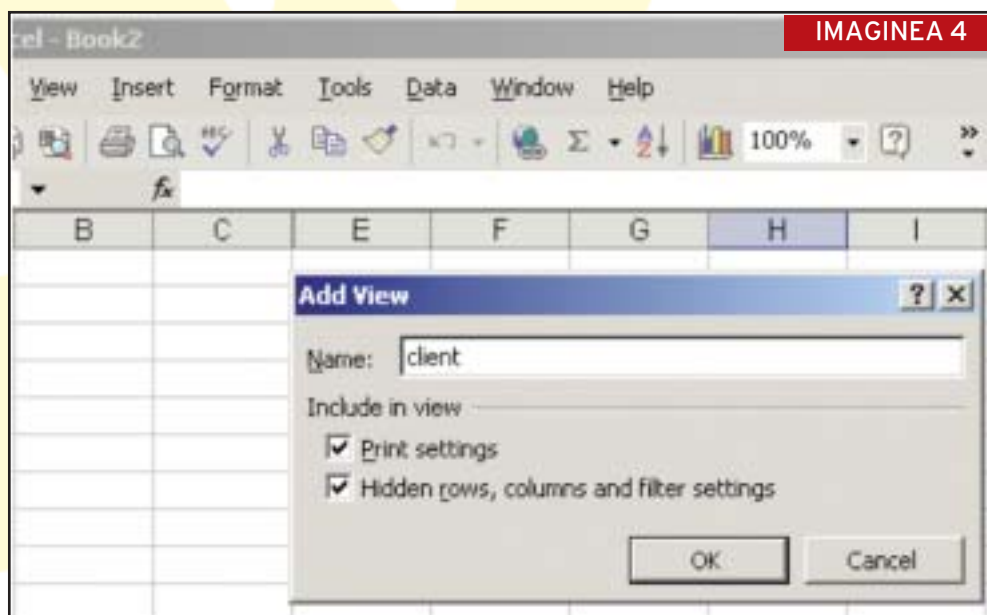 cel - Book2
IMAGINEA 4
View Insert Format Tools Data Window Help
100%
fx
B C E F G H I
Add View
Name: client
Include in view
Print settings
Hidden rows, columns and filter settings
OK Cancel